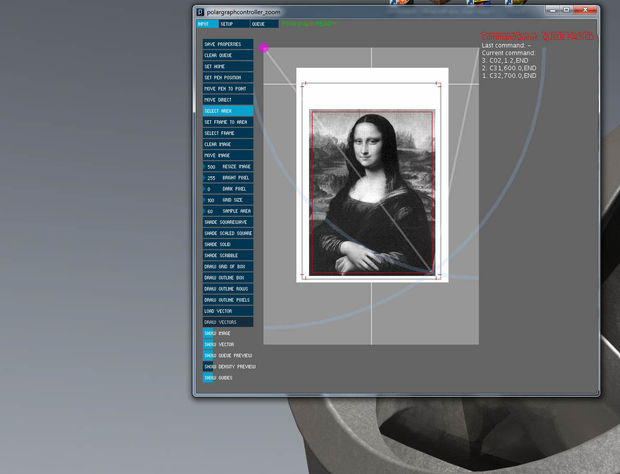 polargraphcontroller_zoom
INPUT SETUP QUEUE
SAVE PROPERTIES
CLEAR QUEUE
SET HOME
SET PEN POSITION
MOVE PEN TO POINT
MOVE DIRECT
SELECT AREA
SET FRAME TO AREA
SELECT FRAME
CLEAR IMAGE
MOVE IMAGE
500 RESIZE IMAGE
255 BRIGHT PIXEL
0 DARK PIXEL
100 GRID SIZE
60 SAMPLE AREA
SHADE SQUAREWAVE
SHADE SCALED SQUARE
SHADE SOLID
SHADE SCRIBBLE
DRAW GRID OF BOX
DRAW OUTLINE BOX
DRAW OUTLINE ROWS
DRAW OUTLINE PIXELS
LOAD VECTOR
DRAW VECTORS
SHOW IMAGE
SHOW VECTOR
SHOW QUEUE PREVIEW
SHOW DENSITY PREVIEW
SHOW GUIDES
Last command: -
Current command:
3. C02,1.2,END
2. C31,600.0,END
1. C32,700.0,END